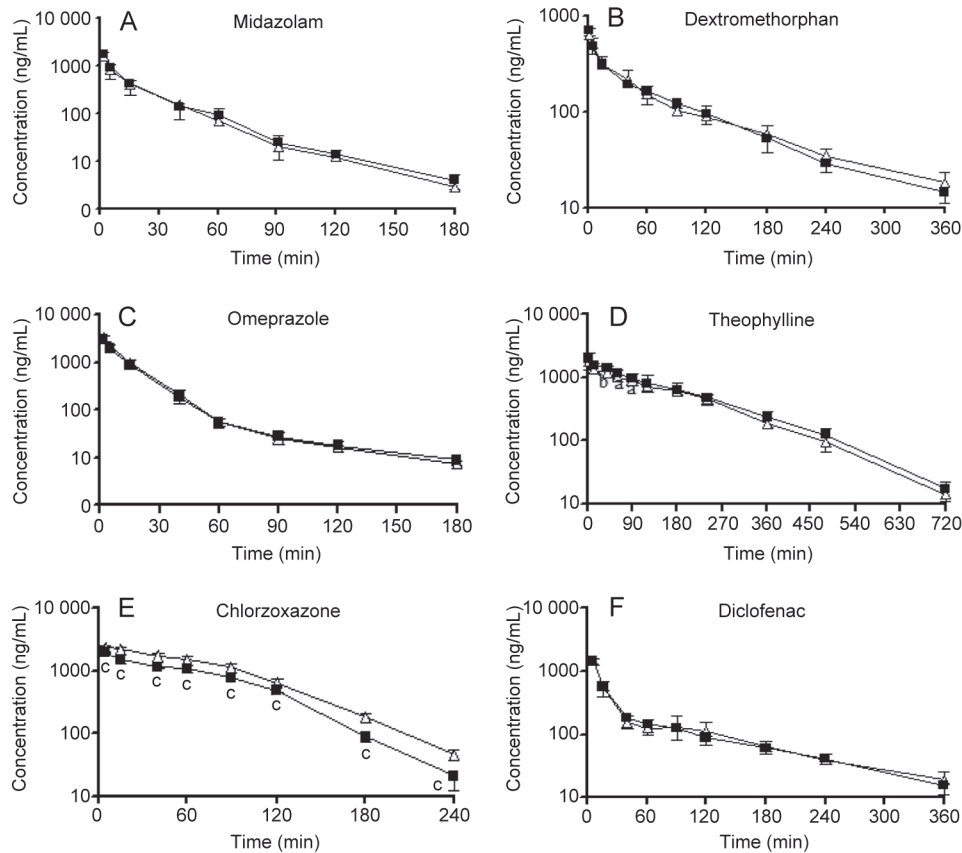 A
Midazolam
Concentration (ng/mL)
10 000
1000
100
10
0
0 30 60 90 120 150 180
Time (min)
B
Dextromethorphan
Concentration (ng/mL)
1000
100
10
0 60 120 180 240 300 360
Time (min)
C
Omeprazole
Concentration (ng/mL)
10 000
1000
100
10
0
0 30 60 90 120 150 180
Time (min)
D
Theophylline
Concentration (ng/mL)
10 000
1000
100
10
b a a
0 90 180 270 360 450 540 630 720
Time (min)
E
Chlorzoxazone
Concentration (ng/mL)
10 000
1000
100
10
c c c c c c c c
0 60 120 180 240
Time (min)
F
Diclofenac
Concentration (ng/mL)
10 000
1000
100
10
0 60 120 180 240 300 360
Time (min)